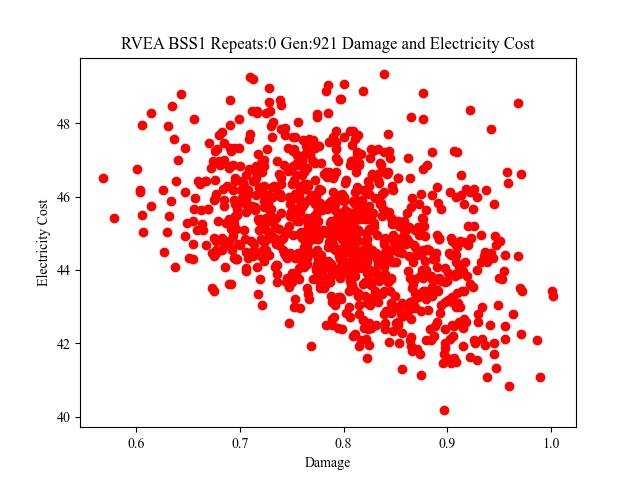 RVEA BSS1 Repeats:0 Gen:921 Damage and Electricity Cost
48
46
44
42
40
Electricity Cost
0.6 0.7 0.8 0.9 1.0
Damage